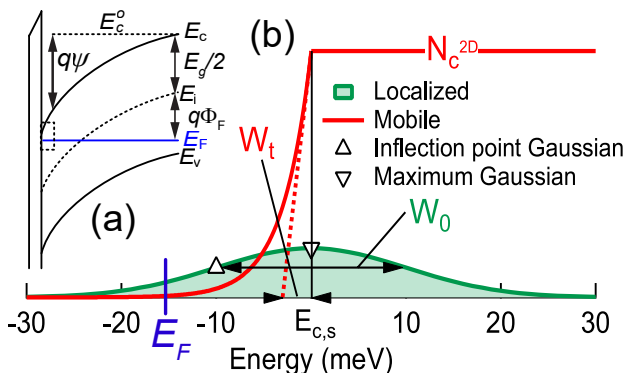 E_c^o
E_c
(b)
N_c^2D
qψ
E_g/2
E_i
Localized
Mobile
qΦ_F
W_t
Inflection point Gaussian
E_F
Maximum Gaussian
E_v
W_0
(a)
-30 -20 -10 E_c,s 10 20 30
E_F
Energy (meV)